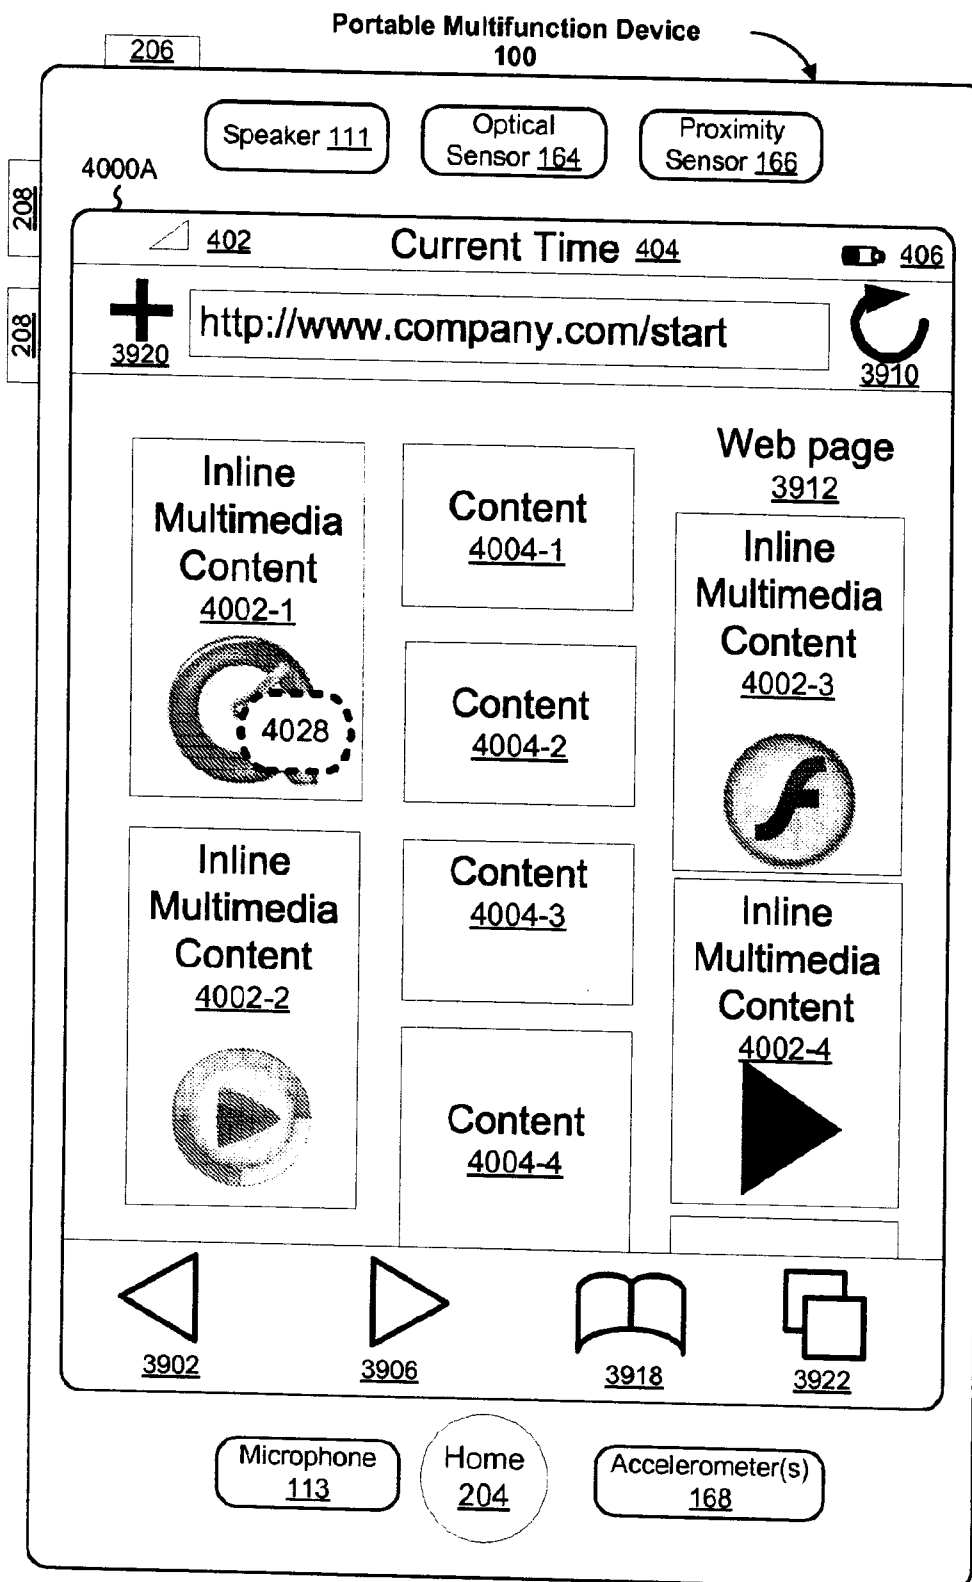 Portable Multifunction Device
100
206
Speaker 111
Optical
Sensor 164
Proximity
Sensor 166
4000A
208
208
402
Current Time 404
406
3920
http://www.company.com/start
3910
Inline
Multimedia
Content
4002-1
4028
Inline
Multimedia
Content
4002-2
Content
4004-1
Content
4004-2
Content
4004-3
Content
4004-4
Web page
3912
Inline
Multimedia
Content
4002-3
Inline
Multimedia
Content
4002-4
3902
3906
3918
3922
Microphone
113
Home
204
Accelerometer(s)
168